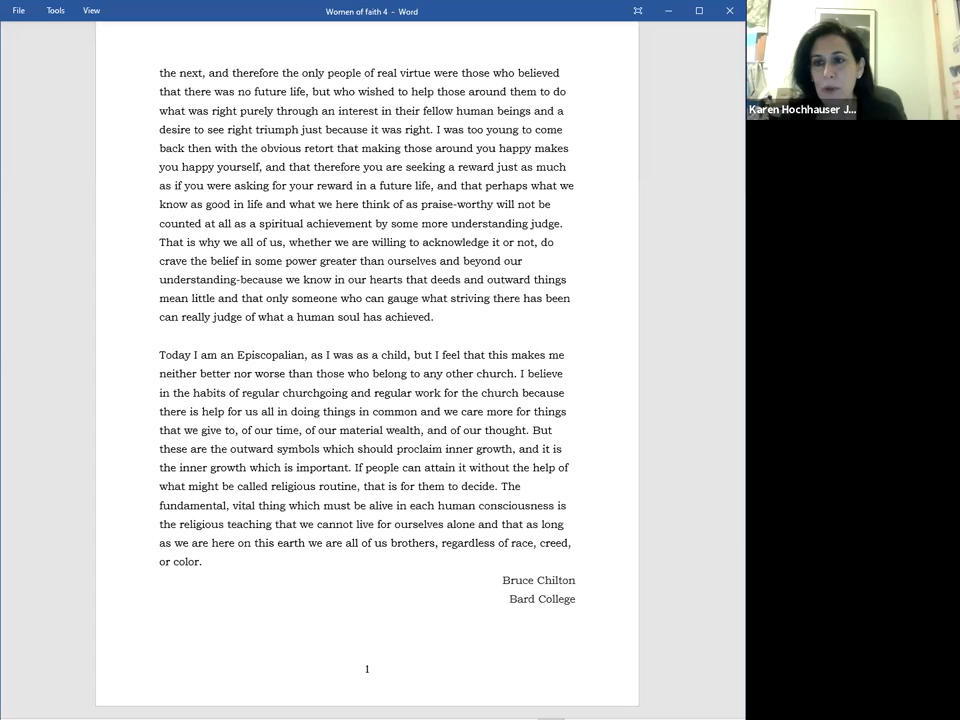 File Tools View Women of faith 4 - Word
the next, and therefore the only people of real virtue were those who believed
that there was no future life, but who wished to help those around them to do
what was right purely through an interest in their fellow human beings and a
desire to see right triumph just because it was right. I was too young to come
back then with the obvious retort that making those around you happy makes
you happy yourself, and that therefore you are seeking a reward just as much
as if you were asking for your reward in a future life, and that perhaps what we
know as good in life and what we here think of as praise-worthy will not be
counted at all as a spiritual achievement by some more understanding judge.
That is why we all of us, whether we are willing to acknowledge it or not, do
crave the belief in some power greater than ourselves and beyond our
understanding-because we know in our hearts that deeds and outward things
mean little and that only someone who can gauge what striving there has been
can really judge of what a human soul has achieved.
Today I am an Episcopalian, as I was as a child, but I feel that this makes me
neither better nor worse than those who belong to any other church. I believe
in the habits of regular churchgoing and regular work for the church because
there is help for us all in doing things in common and we care more for things
that we give to, of our time, of our material wealth, and of our thought. But
these are the outward symbols which should proclaim inner growth, and it is
the inner growth which is important. If people can attain it without the help of
what might be called religious routine, that is for them to decide. The
fundamental, vital thing which must be alive in each human consciousness is
the religious teaching that we cannot live for ourselves alone and that as long
as we are here on this earth we are all of us brothers, regardless of race, creed,
or color.
Bruce Chilton
Bard College
1
Karen Hochhauser J...